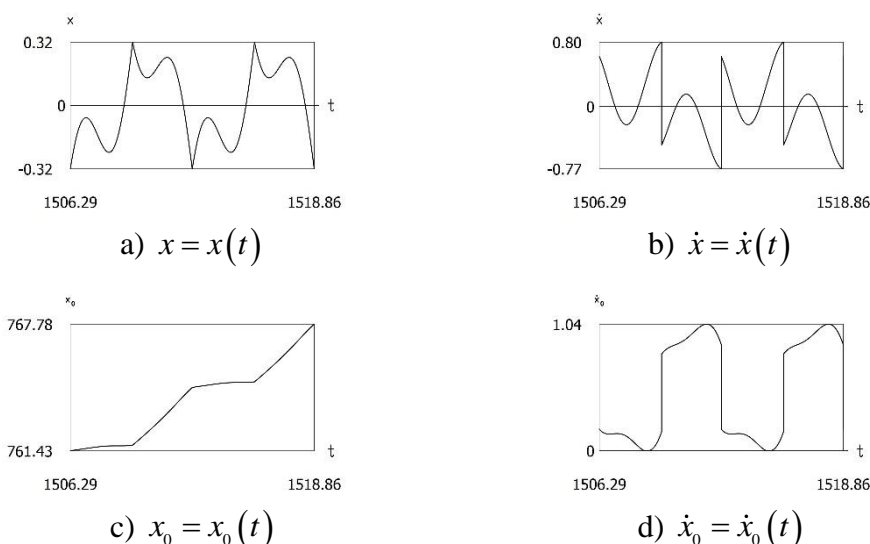 x
0.32
0
t
-0.32
1506.29 1518.86
a) x = x(t)
ẋ
0.80
0
t
-0.77
1506.29 1518.86
b) ẋ = ẋ(t)
x₀
767.78
761.43
t
1506.29 1518.86
c) x₀ = x₀(t)
ẋ₀
1.04
0
t
1506.29 1518.86
d) ẋ₀ = ẋ₀(t)